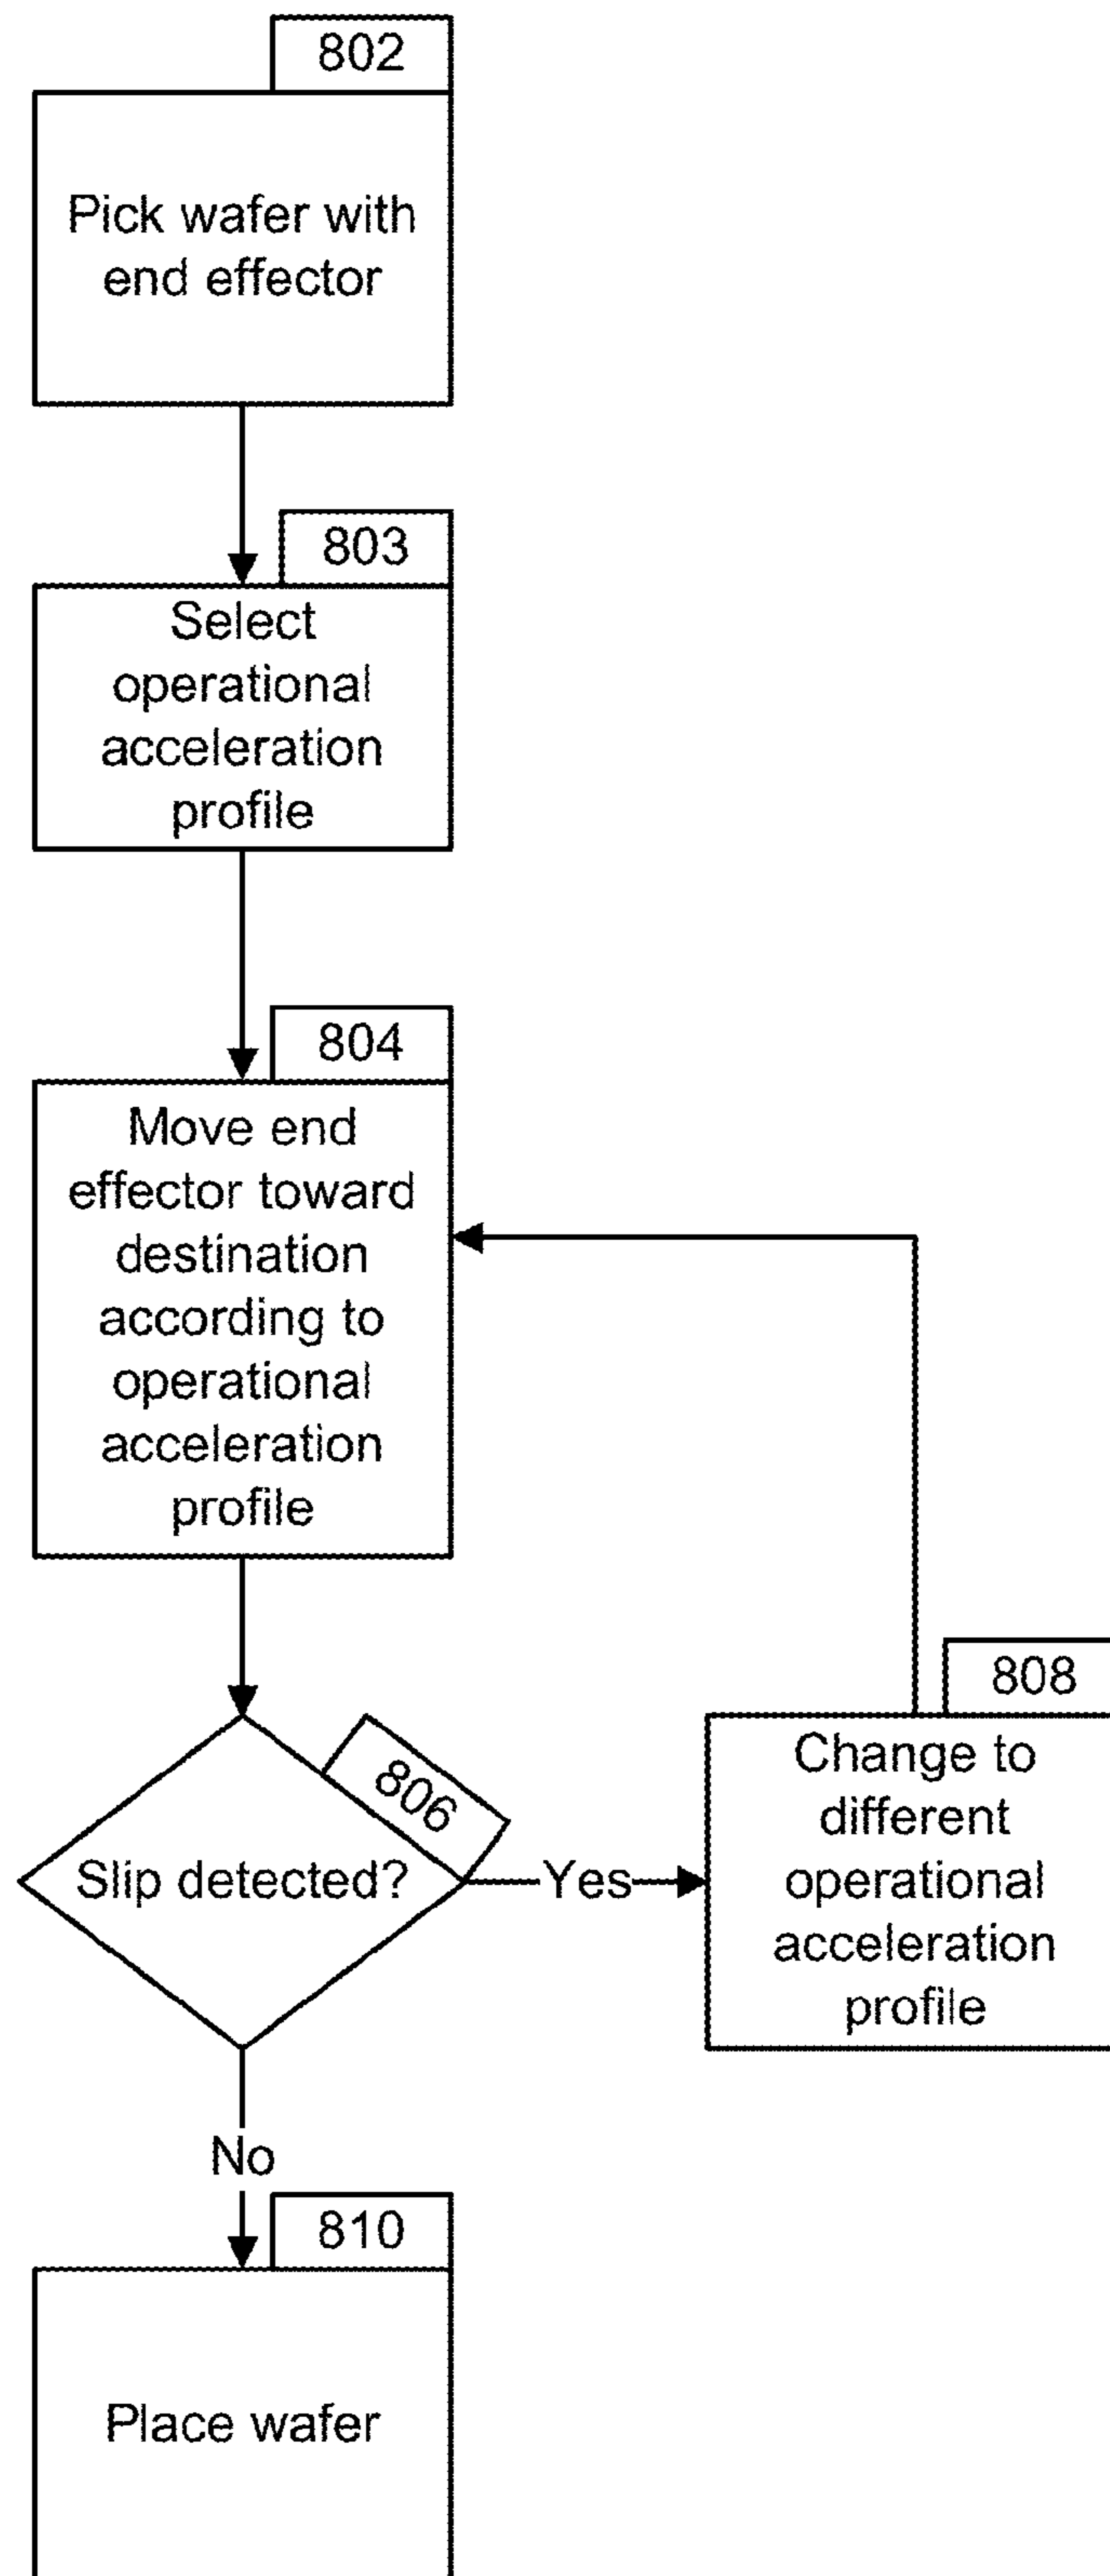 802
Pick wafer with
end effector
803
Select
operational
acceleration
profile
804
Move end
effector toward
destination
according to
operational
acceleration
profile
806
Slip detected?
Yes
808
Change to
different
operational
acceleration
profile
No
810
Place wafer